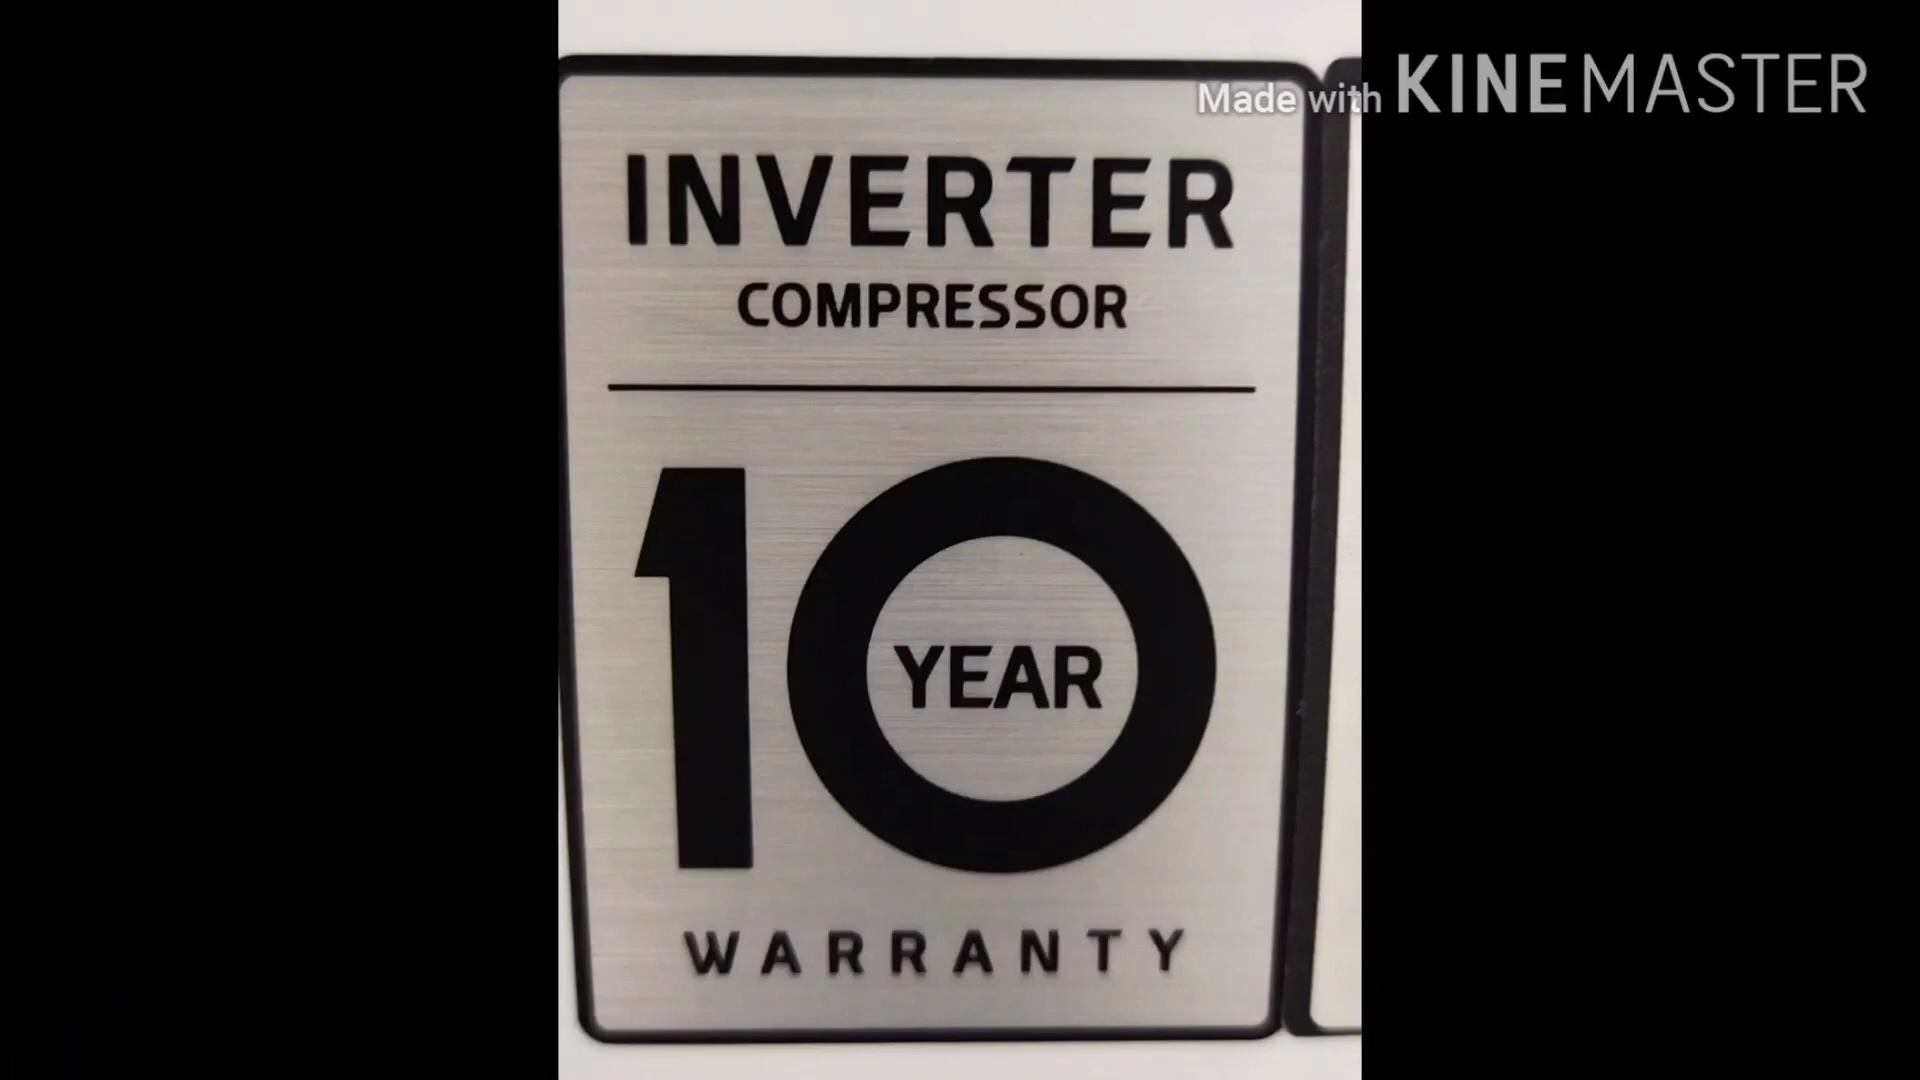 Made with KINEMASTER
INVERTER
COMPRESSOR
10
YEAR
WARRANTY